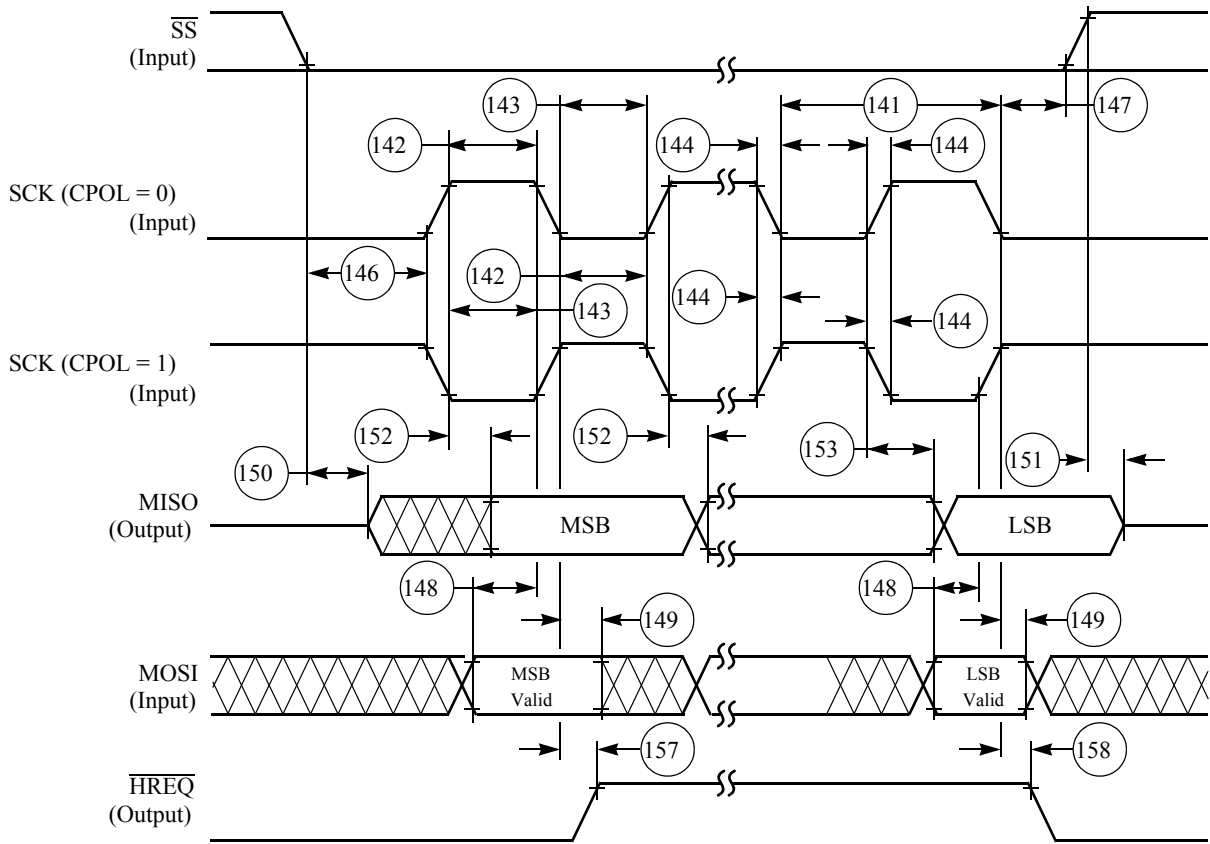 SS
(Input)
143
141
147
142
144
144
SCK (CPOL = 0)
(Input)
146
142
144
143
144
SCK (CPOL = 1)
(Input)
152
152
153
150
151
MISO
(Output)
MSB
LSB
148
148
149
149
MOSI
(Input)
MSB
Valid
LSB
Valid
157
158
HREQ
(Output)